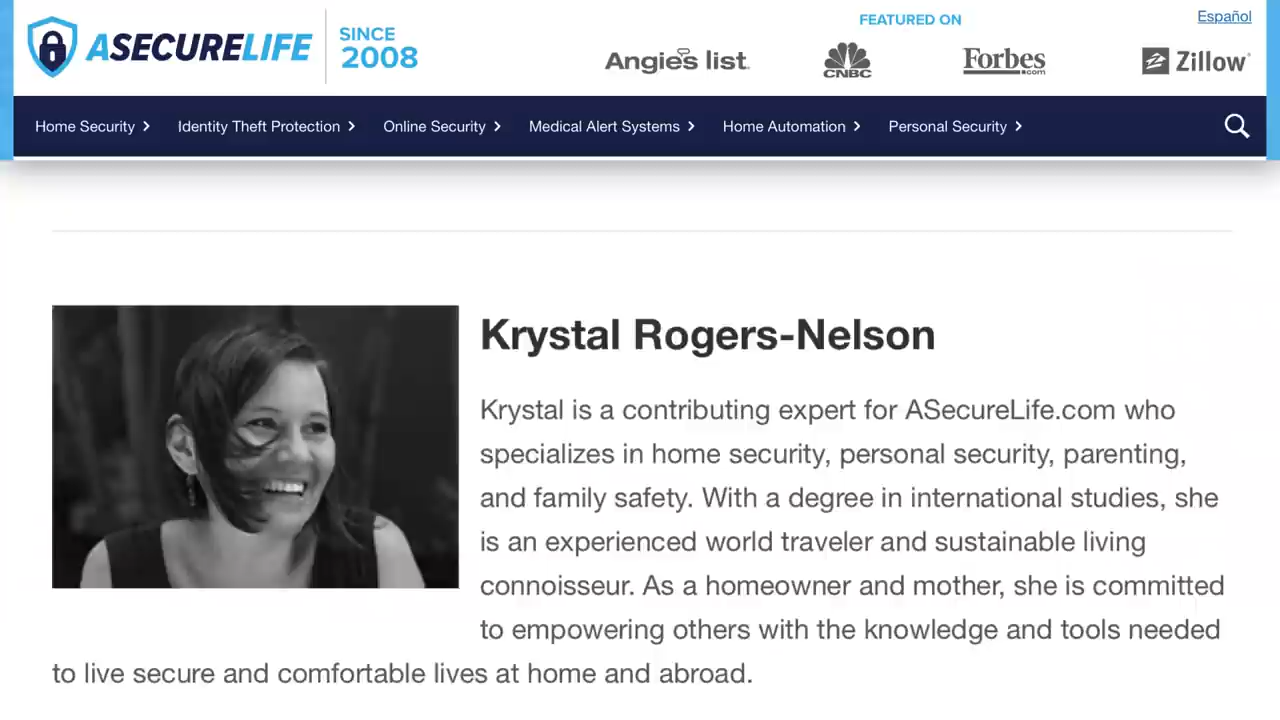 ASECURELIFE
SINCE
2008
FEATURED ON
Angie's list.
CNBC
Forbes
.com
Zillow
Español
Home Security
Identity Theft Protection
Online Security
Medical Alert Systems
Home Automation
Personal Security
Krystal Rogers-Nelson
Krystal is a contributing expert for ASecureLife.com who
specializes in home security, personal security, parenting,
and family safety. With a degree in international studies, she
is an experienced world traveler and sustainable living
connoisseur. As a homeowner and mother, she is committed
to empowering others with the knowledge and tools needed
to live secure and comfortable lives at home and abroad.